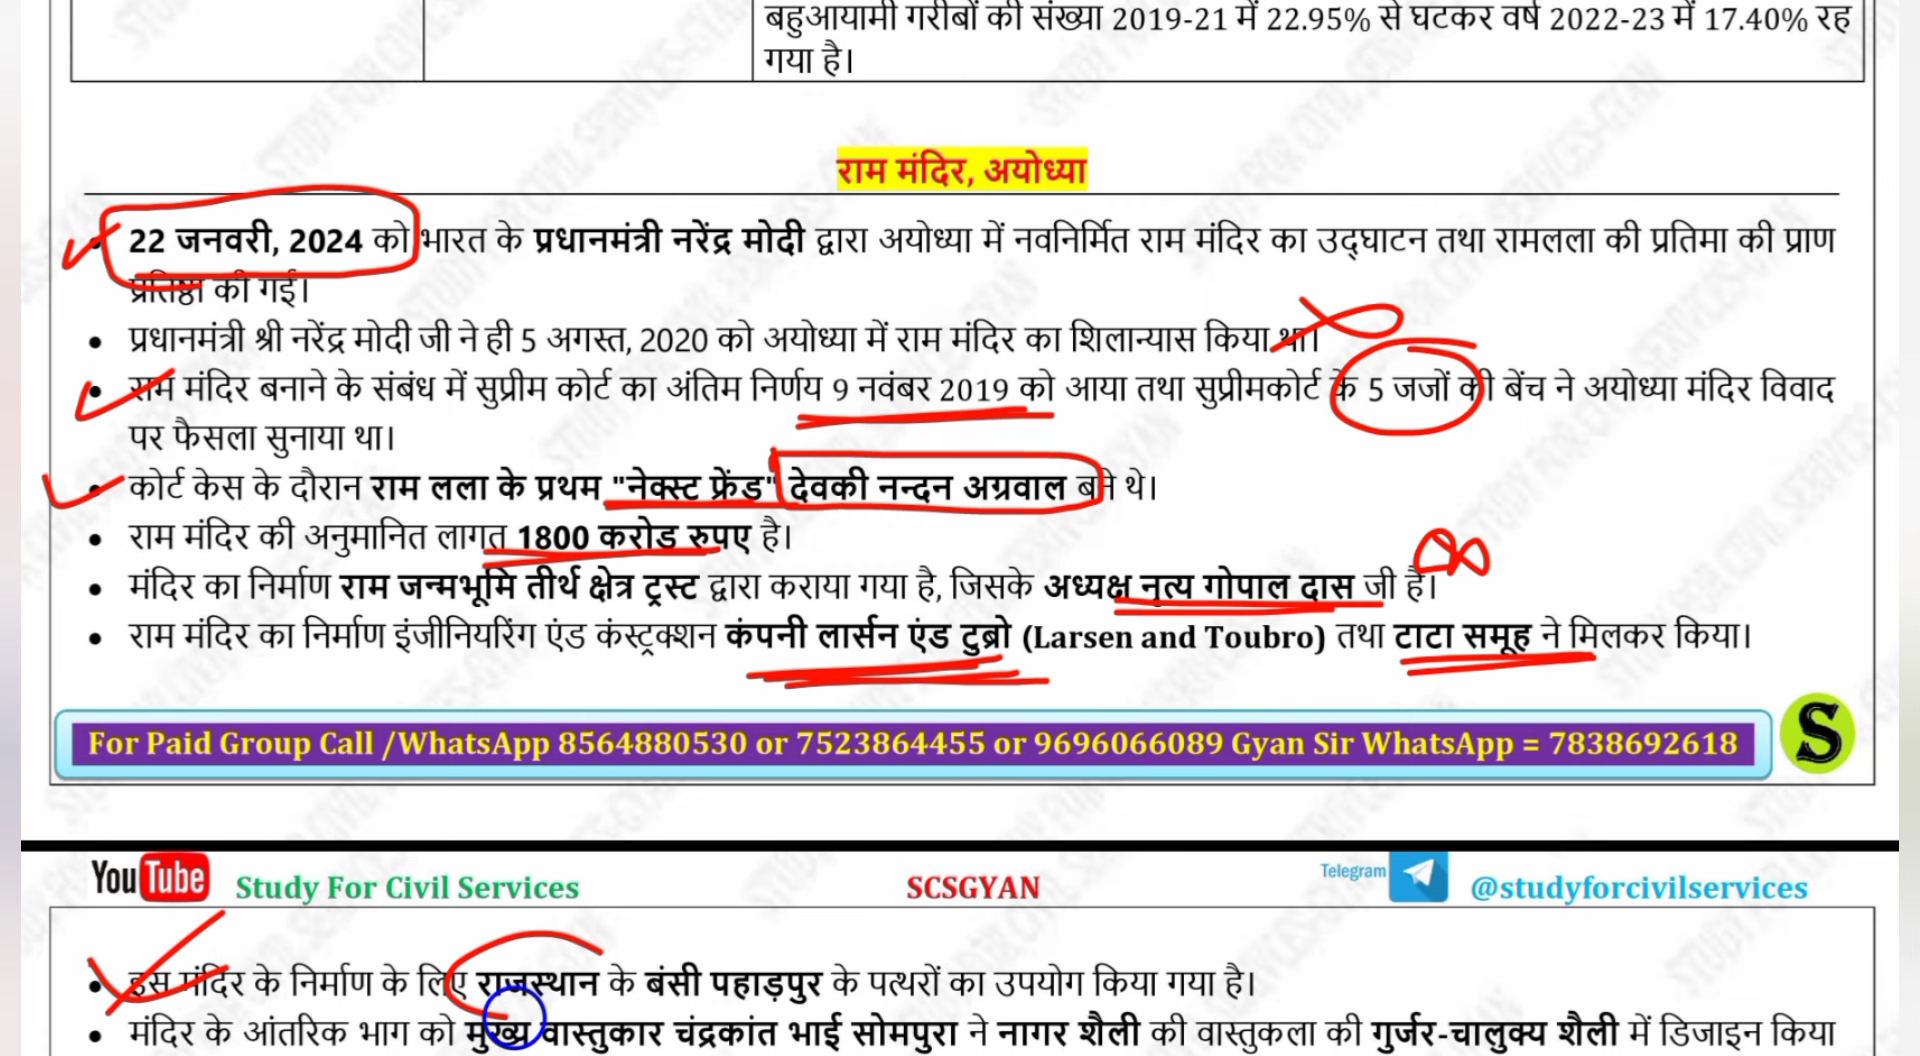 बहुआयामी गरीबों की संख्या 2019-21 में 22.95% से घटकर वर्ष 2022-23 में 17.40% रह
गया है।
राम मंदिर, अयोध्या
• 22 जनवरी, 2024 को भारत के प्रधानमंत्री नरेंद्र मोदी द्वारा अयोध्या में नवनिर्मित राम मंदिर का उद्घाटन तथा रामलला की प्रतिमा की प्राण
प्रतिष्ठा की गई।
• प्रधानमंत्री श्री नरेंद्र मोदी जी ने ही 5 अगस्त, 2020 को अयोध्या में राम मंदिर का शिलान्यास किया था।
• राम मंदिर बनाने के संबंध में सुप्रीम कोर्ट का अंतिम निर्णय 9 नवंबर 2019 को आया तथा सुप्रीमकोर्ट के 5 जजों की बेंच ने अयोध्या मंदिर विवाद
पर फैसला सुनाया था।
• कोर्ट केस के दौरान राम लला के प्रथम "नेक्स्ट फ्रेंड" देवकी नन्दन अग्रवाल बने थे।
• राम मंदिर की अनुमानित लागत 1800 करोड रुपए है।
• मंदिर का निर्माण राम जन्मभूमि तीर्थ क्षेत्र ट्रस्ट द्वारा कराया गया है, जिसके अध्यक्ष नृत्य गोपाल दास जी हैं।
• राम मंदिर का निर्माण इंजीनियरिंग एंड कंस्ट्रक्शन कंपनी लार्सन एंड टुब्रो (Larsen and Toubro) तथा टाटा समूह ने मिलकर किया।
For Paid Group Call /WhatsApp 8564880530 or 7523864455 or 9696066089 Gyan Sir WhatsApp = 7838692618
S
YouTube Study For Civil Services SCSGYAN Telegram @studyforcivilservices
• इस मंदिर के निर्माण के लिए राजस्थान के बंसी पहाड़पुर के पत्थरों का उपयोग किया गया है।
• मंदिर के आंतरिक भाग को मुख्य वास्तुकार चंद्रकांत भाई सोमपुरा ने नागर शैली की वास्तुकला की गुर्जर-चालुक्य शैली में डिजाइन किया